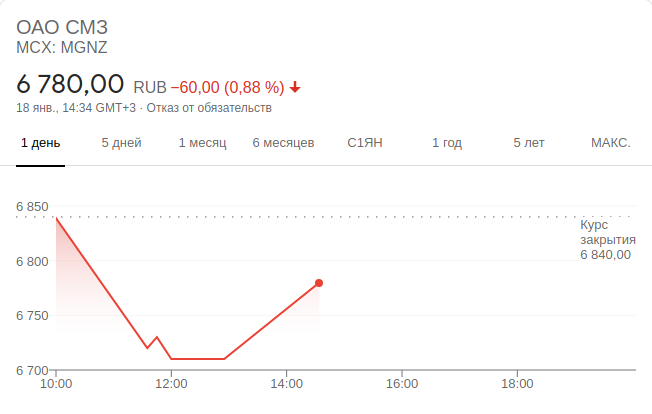 ОАО СМЗ
MCX: MGNZ
6 780,00 RUB −60,00 (0,88 %)
18 янв., 14:34 GMT+3 · Отказ от обязательств
1 день 5 дней 1 месяц 6 месяцев С1ЯН 1 год 5 лет МАКС.
6 850
Курс
закрытия
6 840,00
6 800
6 750
6 700
10:00 12:00 14:00 16:00 18:00